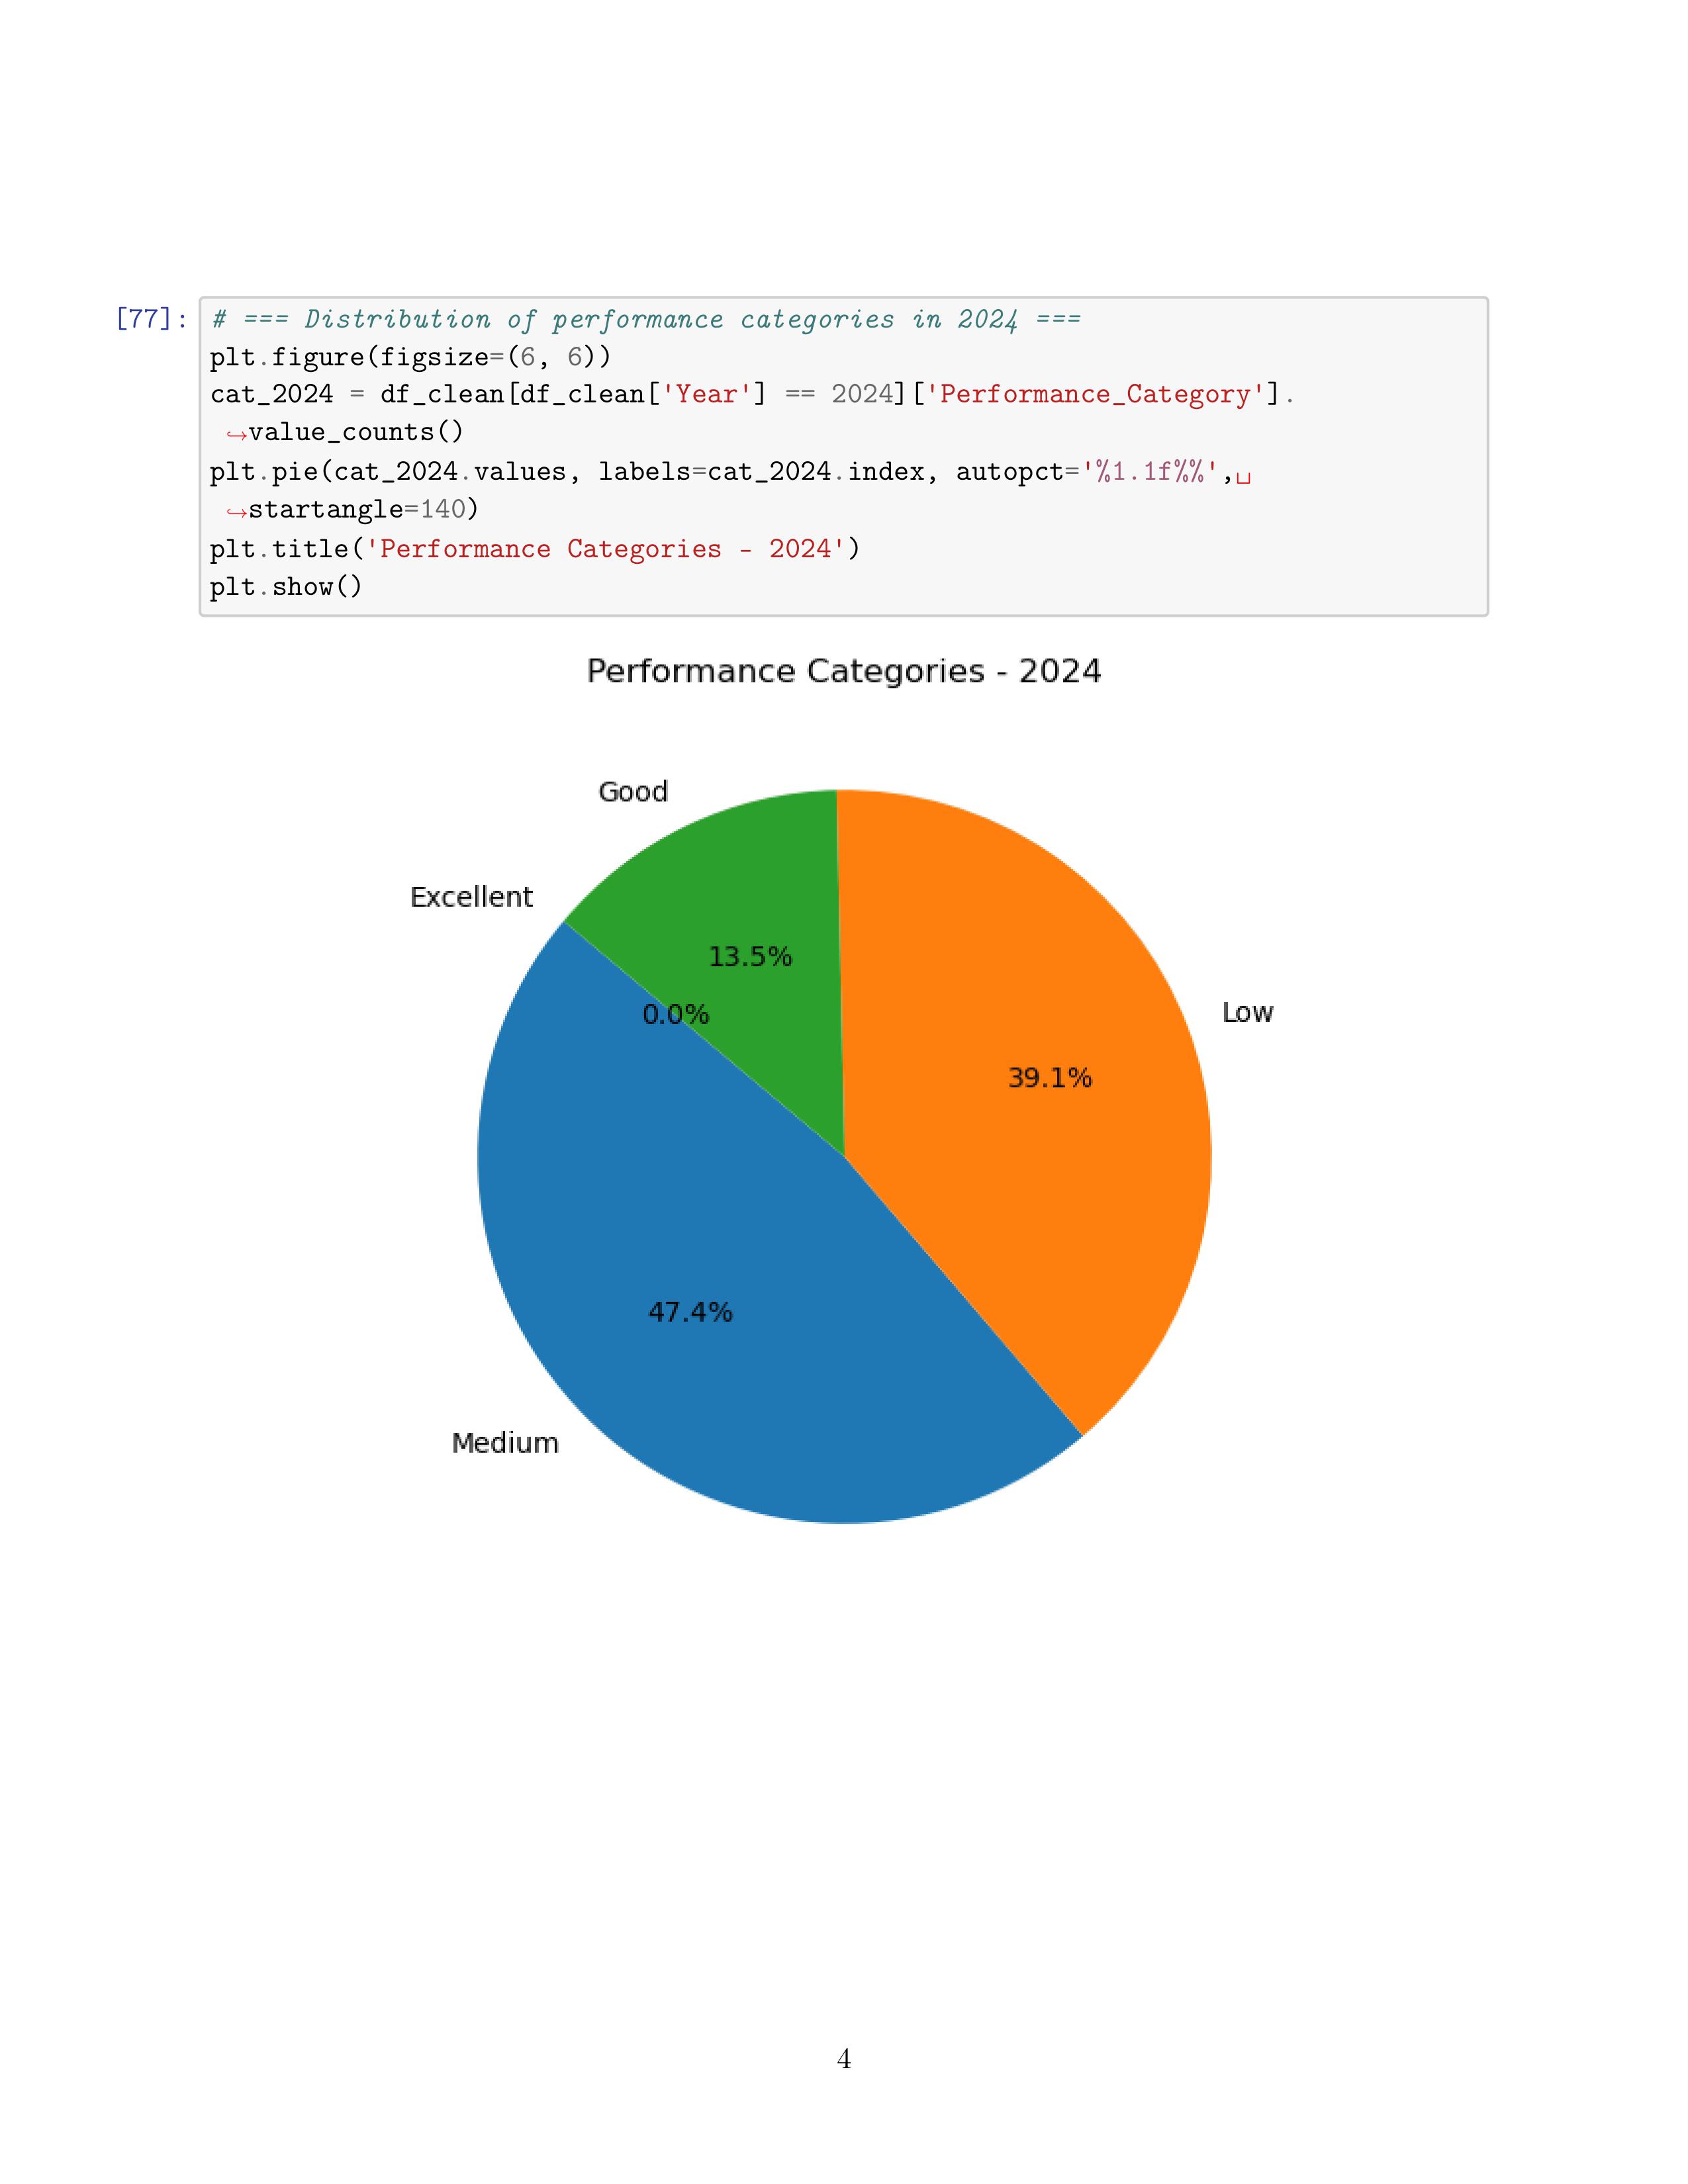 [77]: # === Distribution of performance categories in 2024 ===
plt.figure(figsize=(6, 6))
cat_2024 = df_clean[df_clean['Year'] == 2024]['Performance_Category'].
↪value_counts()
plt.pie(cat_2024.values, labels=cat_2024.index, autopct='%1.1f%%',␣
↪startangle=140)
plt.title('Performance Categories - 2024')
plt.show()
Performance Categories - 2024
Good
Excellent
13.5%
0.0%
Low
39.1%
47.4%
Medium
4